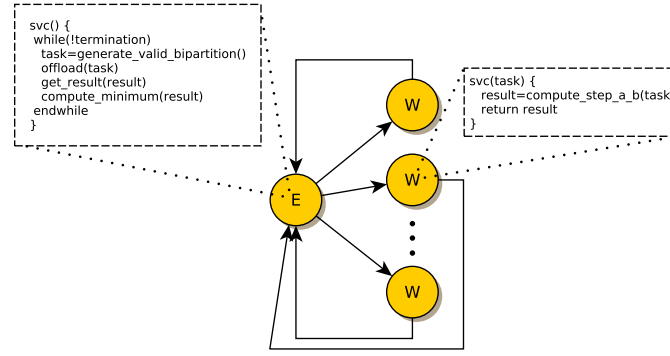 svc() {
while(!termination)
task=generate_valid_bipartition()
offload(task)
get_result(result)
compute_minimum(result)
endwhile
}
svc(task) {
result=compute_step_a_b(task
return result
}
W
W
E
W